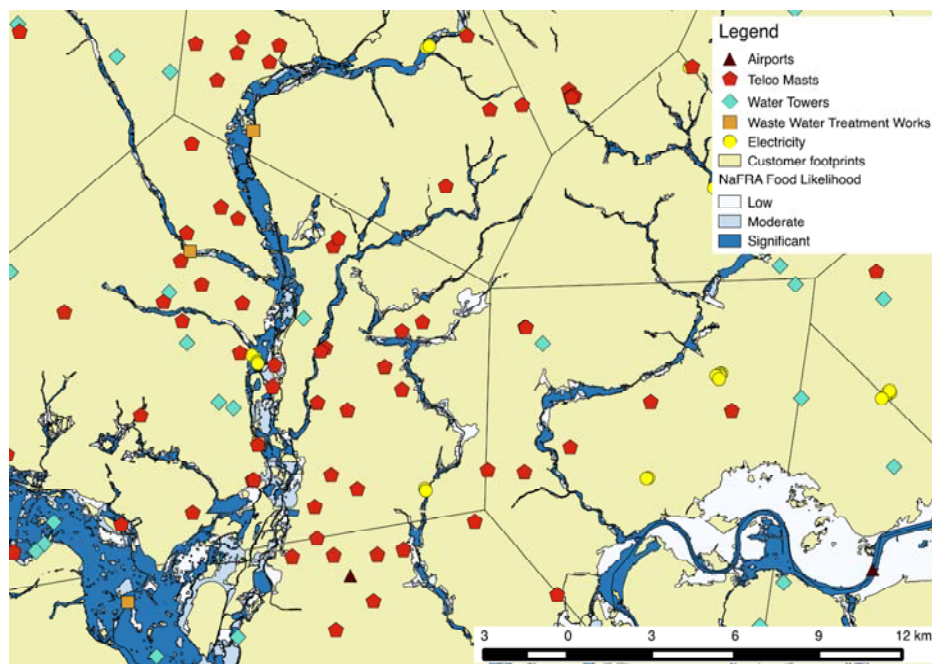 Legend
Airports
Telco Masts
Water Towers
Waste Water Treatment Works
Electricity
Customer footprints
NaFRA Food Likelihood
Low
Moderate
Significant
3 0 3 6 9 12 km